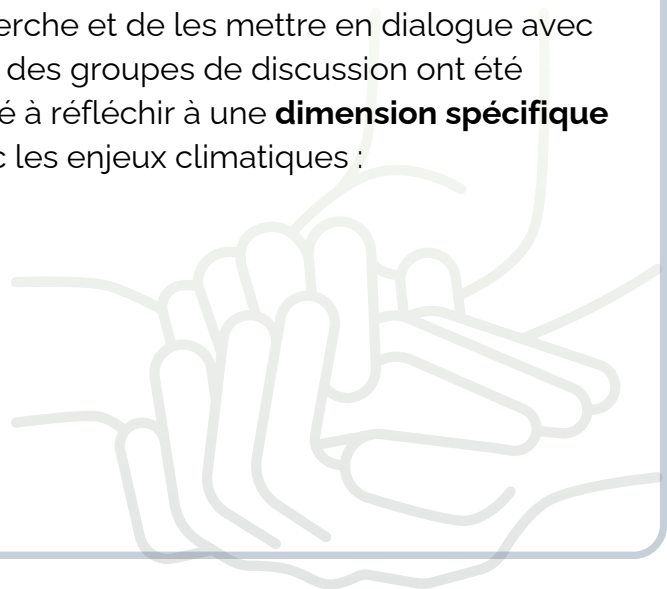 erche et de les mettre en dialogue avec
des groupes de discussion ont été
é à réfléchir à une dimension spécifique
c les enjeux climatiques :